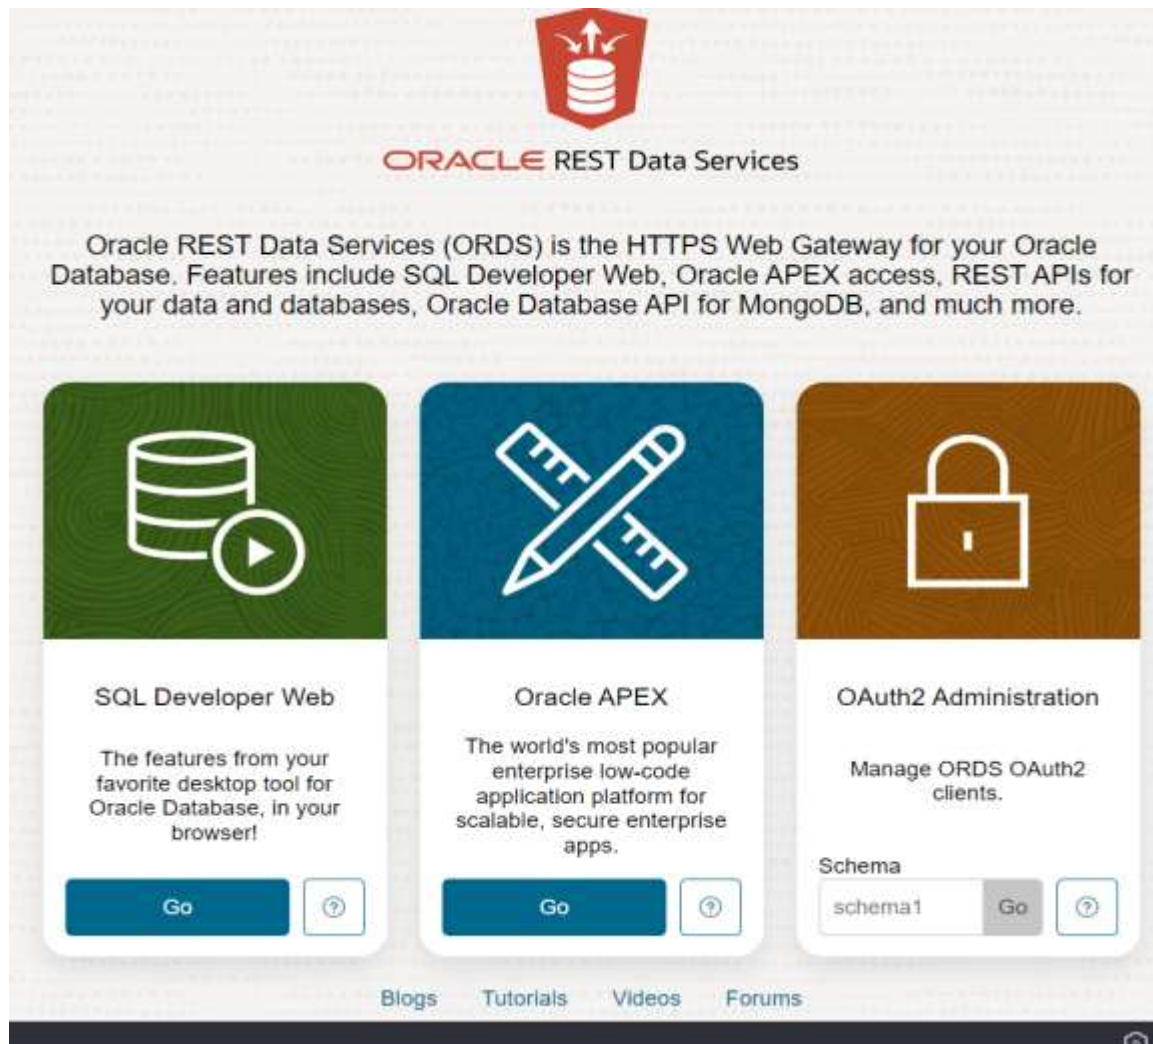 ORACLE REST Data Services
Oracle REST Data Services (ORDS) is the HTTPS Web Gateway for your Oracle
Database. Features include SQL Developer Web, Oracle APEX access, REST APIs for
your data and databases, Oracle Database API for MongoDB, and much more.
SQL Developer Web
The features from your
favorite desktop tool for
Oracle Database, in your
browser!
Go
Oracle APEX
The world's most popular
enterprise low-code
application platform for
scalable, secure enterprise
apps.
Go
OAuth2 Administration
Manage ORDS OAuth2
clients.
Schema
schema1 Go
Blogs Tutorials Videos Forums